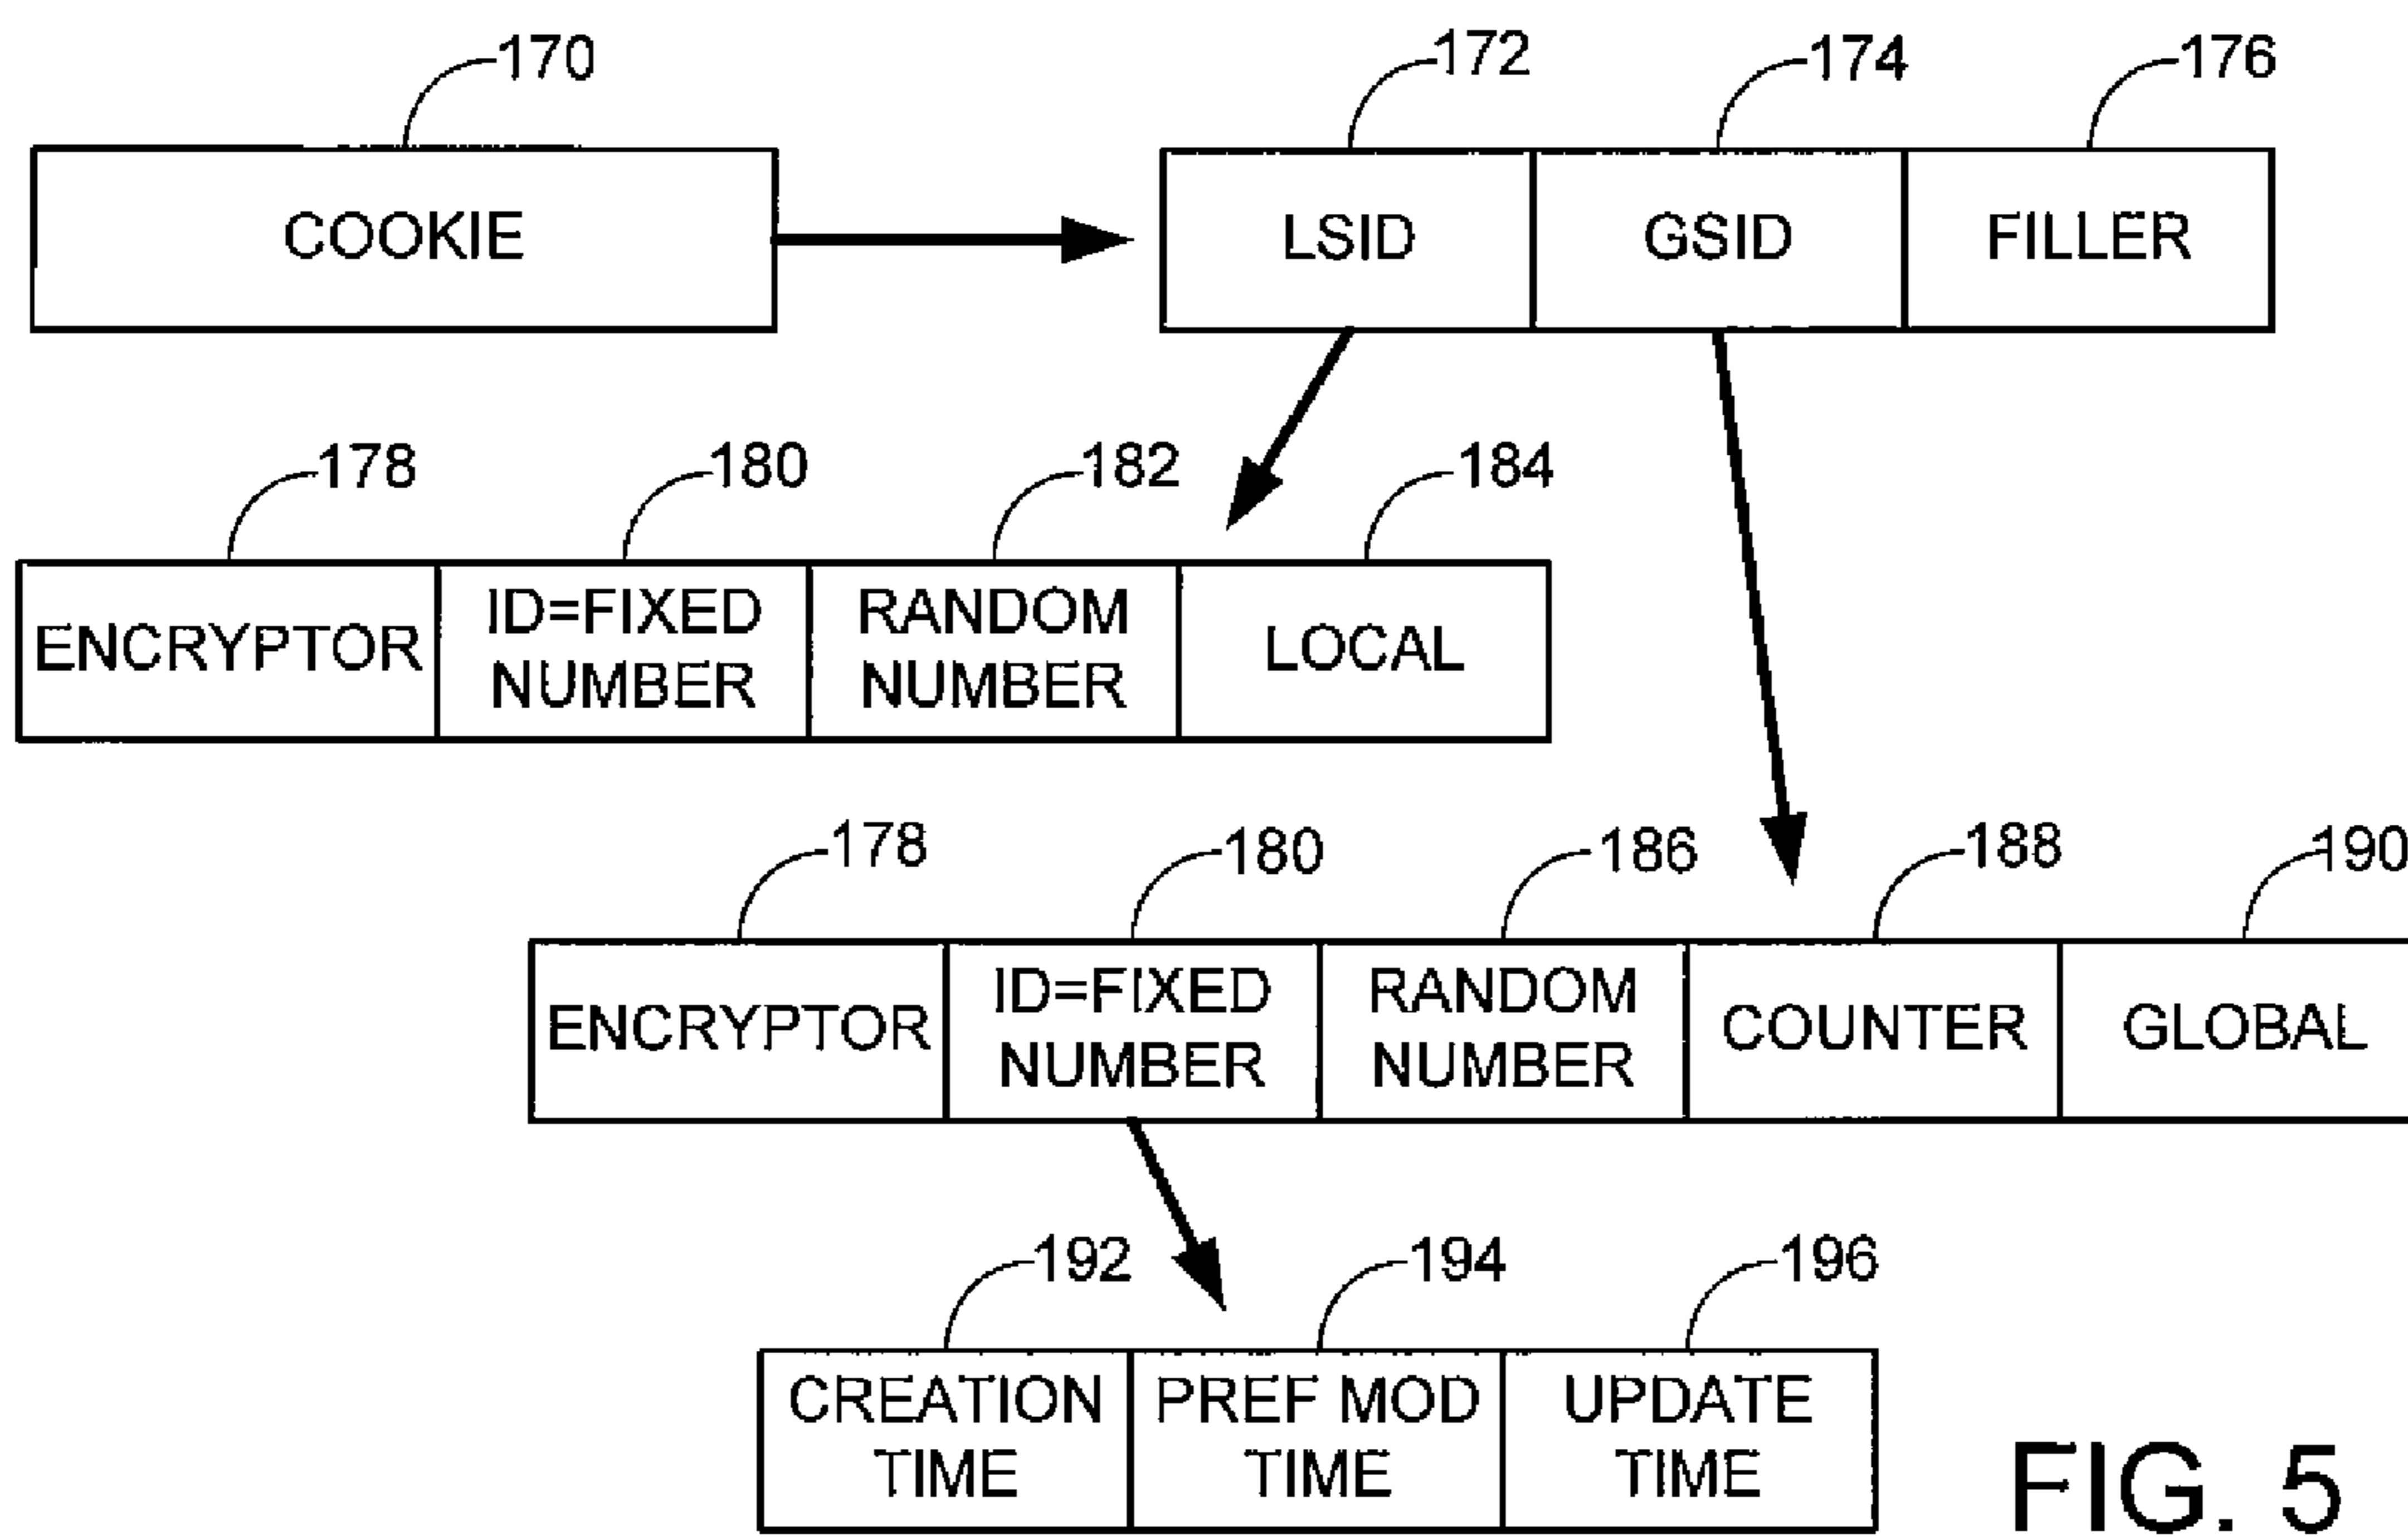 170
172
174
176
COOKIE
LSID
GSID
FILLER
178
180
182
184
ENCRYPTOR
ID=FIXED
NUMBER
RANDOM
NUMBER
LOCAL
178
180
186
188
190
ENCRYPTOR
ID=FIXED
NUMBER
RANDOM
NUMBER
COUNTER
GLOBAL
192
194
196
CREATION
TIME
PREF MOD
TIME
UPDATE
TIME
FIG. 5